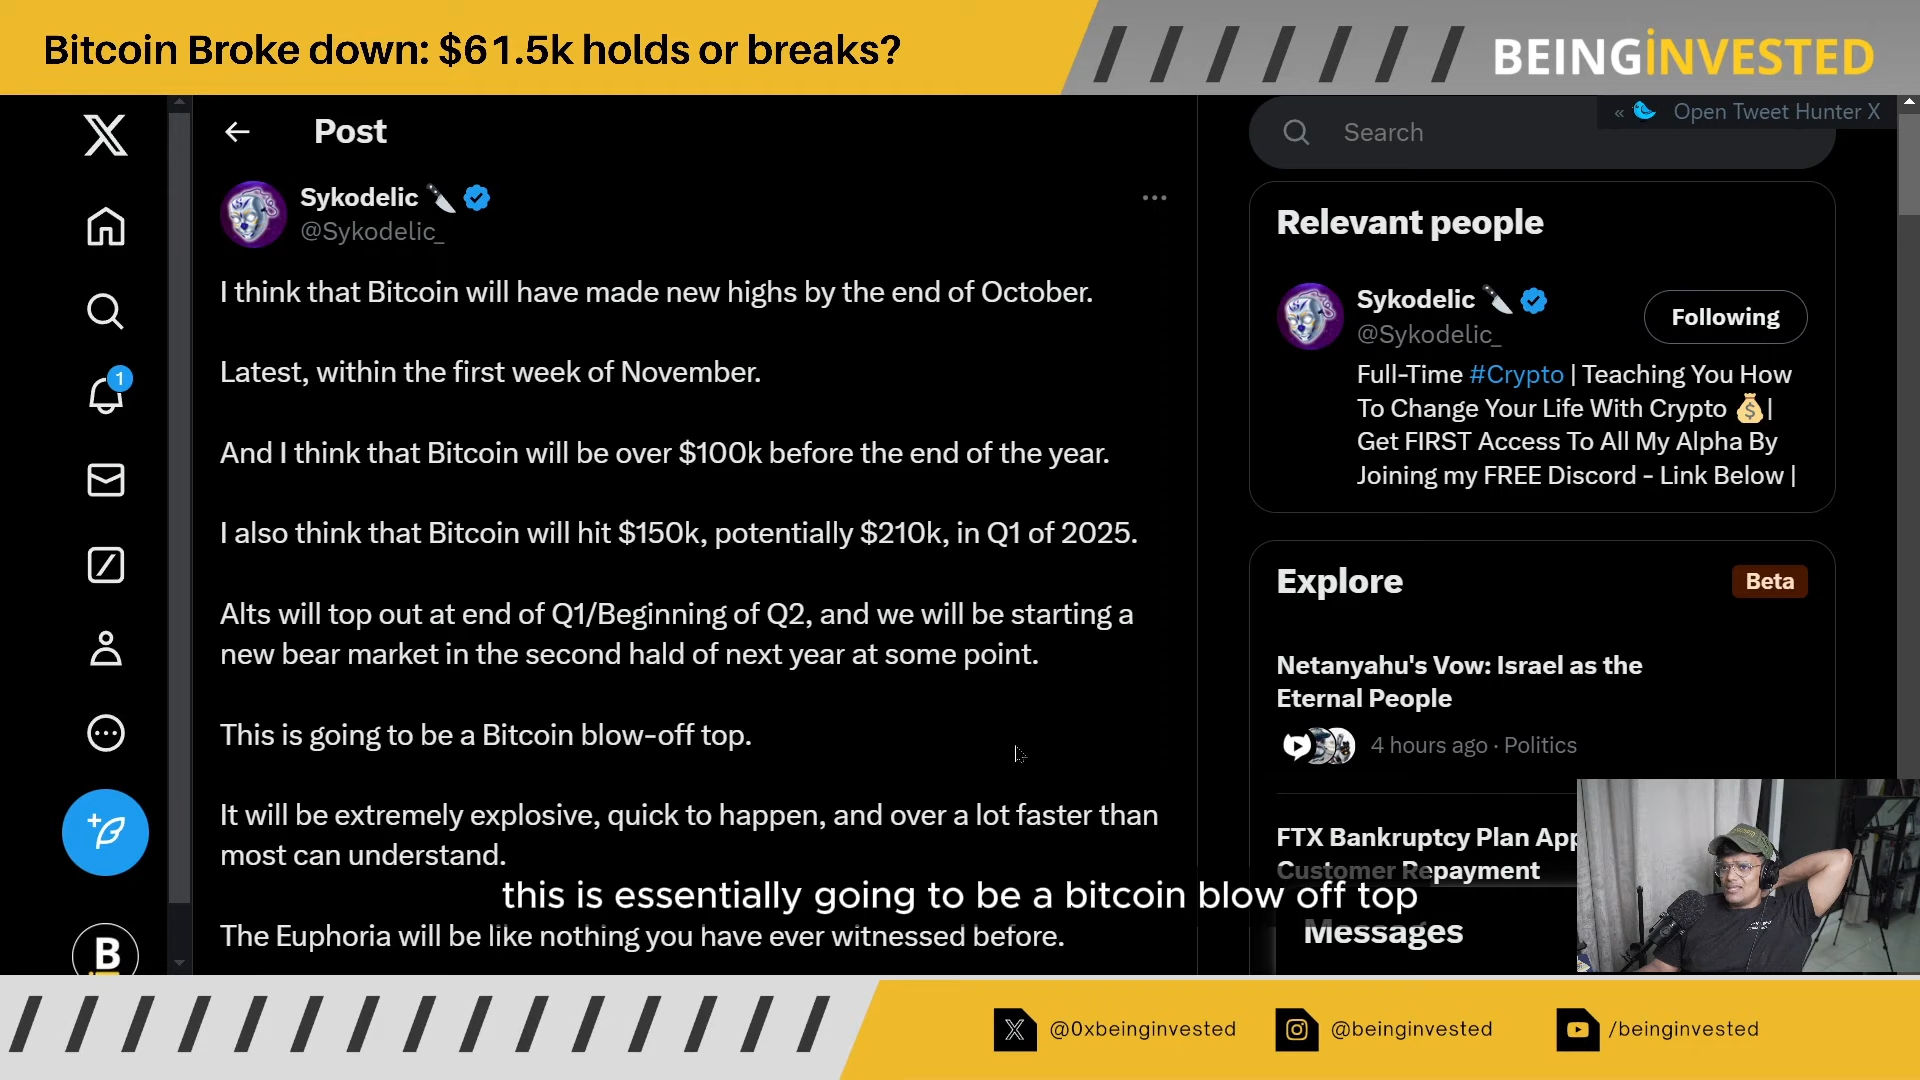 Bitcoin Broke down: $61.5k holds or breaks?
BEINGiNVESTED
Post
Search
« Open Tweet Hunter X
Sykodelic
@Sykodelic_
I think that Bitcoin will have made new highs by the end of October.
Latest, within the first week of November.
And I think that Bitcoin will be over $100k before the end of the year.
I also think that Bitcoin will hit $150k, potentially $210k, in Q1 of 2025.
Alts will top out at end of Q1/Beginning of Q2, and we will be starting a
new bear market in the second hald of next year at some point.
This is going to be a Bitcoin blow-off top.
It will be extremely explosive, quick to happen, and over a lot faster than
most can understand.
The Euphoria will be like nothing you have ever witnessed before.
1
B
Relevant people
Sykodelic
@Sykodelic_
Following
Full-Time #Crypto | Teaching You How
To Change Your Life With Crypto |
Get FIRST Access To All My Alpha By
Joining my FREE Discord - Link Below |
Explore
Beta
Netanyahu's Vow: Israel as the
Eternal People
4 hours ago · Politics
FTX Bankruptcy Plan App
Customer Repayment
Messages
this is essentially going to be a bitcoin blow off top
@0xbeinginvested
@beinginvested
/beinginvested